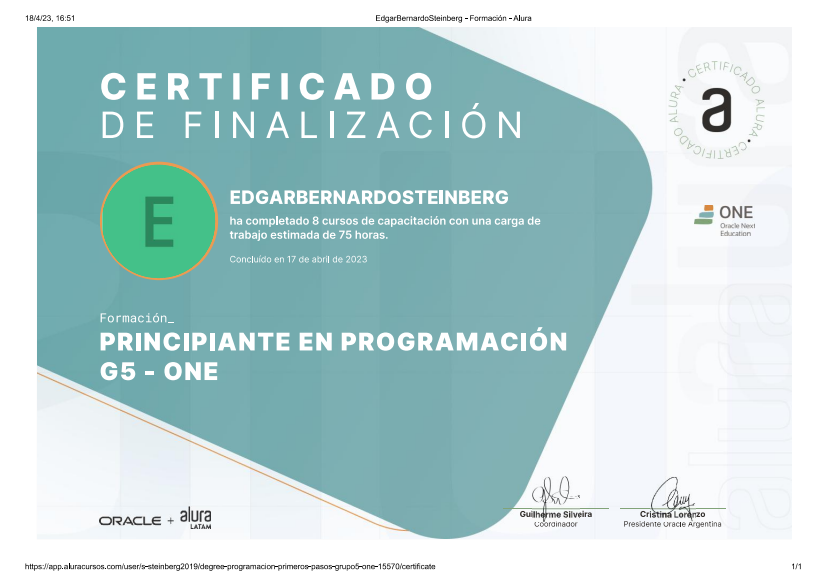 18/4/23, 16:51
EdgarBernardoSteinberg - Formación - Alura
CERTIFICADO
DE FINALIZACIÓN
CERTIFICADO ALURA • CERTIFICADO ALURA •
a
E
EDGARBERNARDOSTEINBERG
ha completado 8 cursos de capacitación con una carga de
trabajo estimada de 75 horas.
Concluído en 17 de abril de 2023
ONE
Oracle Next
Education
Formación_
PRINCIPIANTE EN PROGRAMACIÓN
G5 - ONE
ORACLE + alura
LATAM
Guilherme Silveira
Coordinador
Cristina Lorenzo
Presidente Oracle Argentina
alura
https://app.aluracursos.com/user/s-steinberg2019/degree-programacion-primeros-pasos-grupo5-one-15570/certificate
1/1